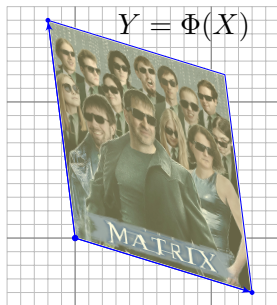 Y = Φ(X)
MATRIX